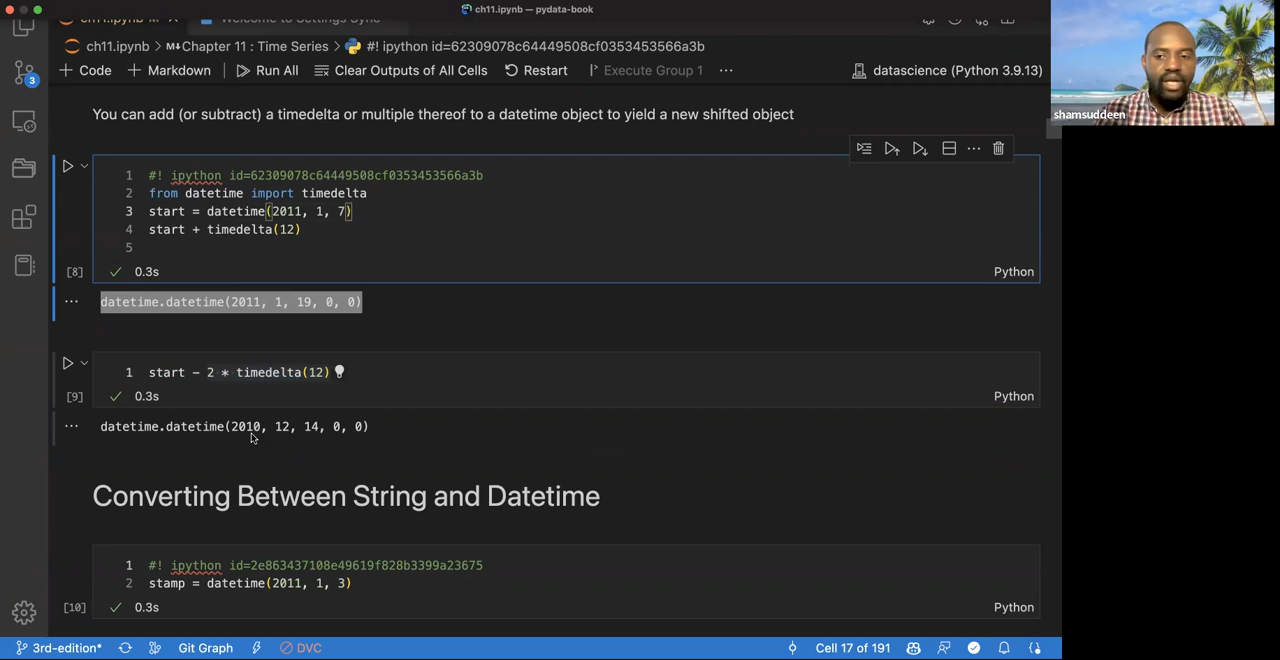 ch11.ipynb — pydata-book
ch11.ipynb M
Welcome to Settings Sync
ch11.ipynb > M↓Chapter 11 : Time Series > #! ipython id=62309078c64449508cf0353453566a3b
+ Code + Markdown Run All Clear Outputs of All Cells Restart Execute Group 1 ... datascience (Python 3.9.13)
shamsuddeen
3
You can add (or subtract) a timedelta or multiple thereof to a datetime object to yield a new shifted object
1 #! ipython id=62309078c64449508cf0353453566a3b
2 from datetime import timedelta
3 start = datetime(2011, 1, 7)
4 start + timedelta(12)
5
[8] ✓ 0.3s Python
... datetime.datetime(2011, 1, 19, 0, 0)
1 start - 2 * timedelta(12)
[9] ✓ 0.3s Python
... datetime.datetime(2010, 12, 14, 0, 0)
Converting Between String and Datetime
1 #! ipython id=2e863437108e49619f828b3399a23675
2 stamp = datetime(2011, 1, 3)
[10] ✓ 0.3s Python
3rd-edition* Git Graph DVC Cell 17 of 191